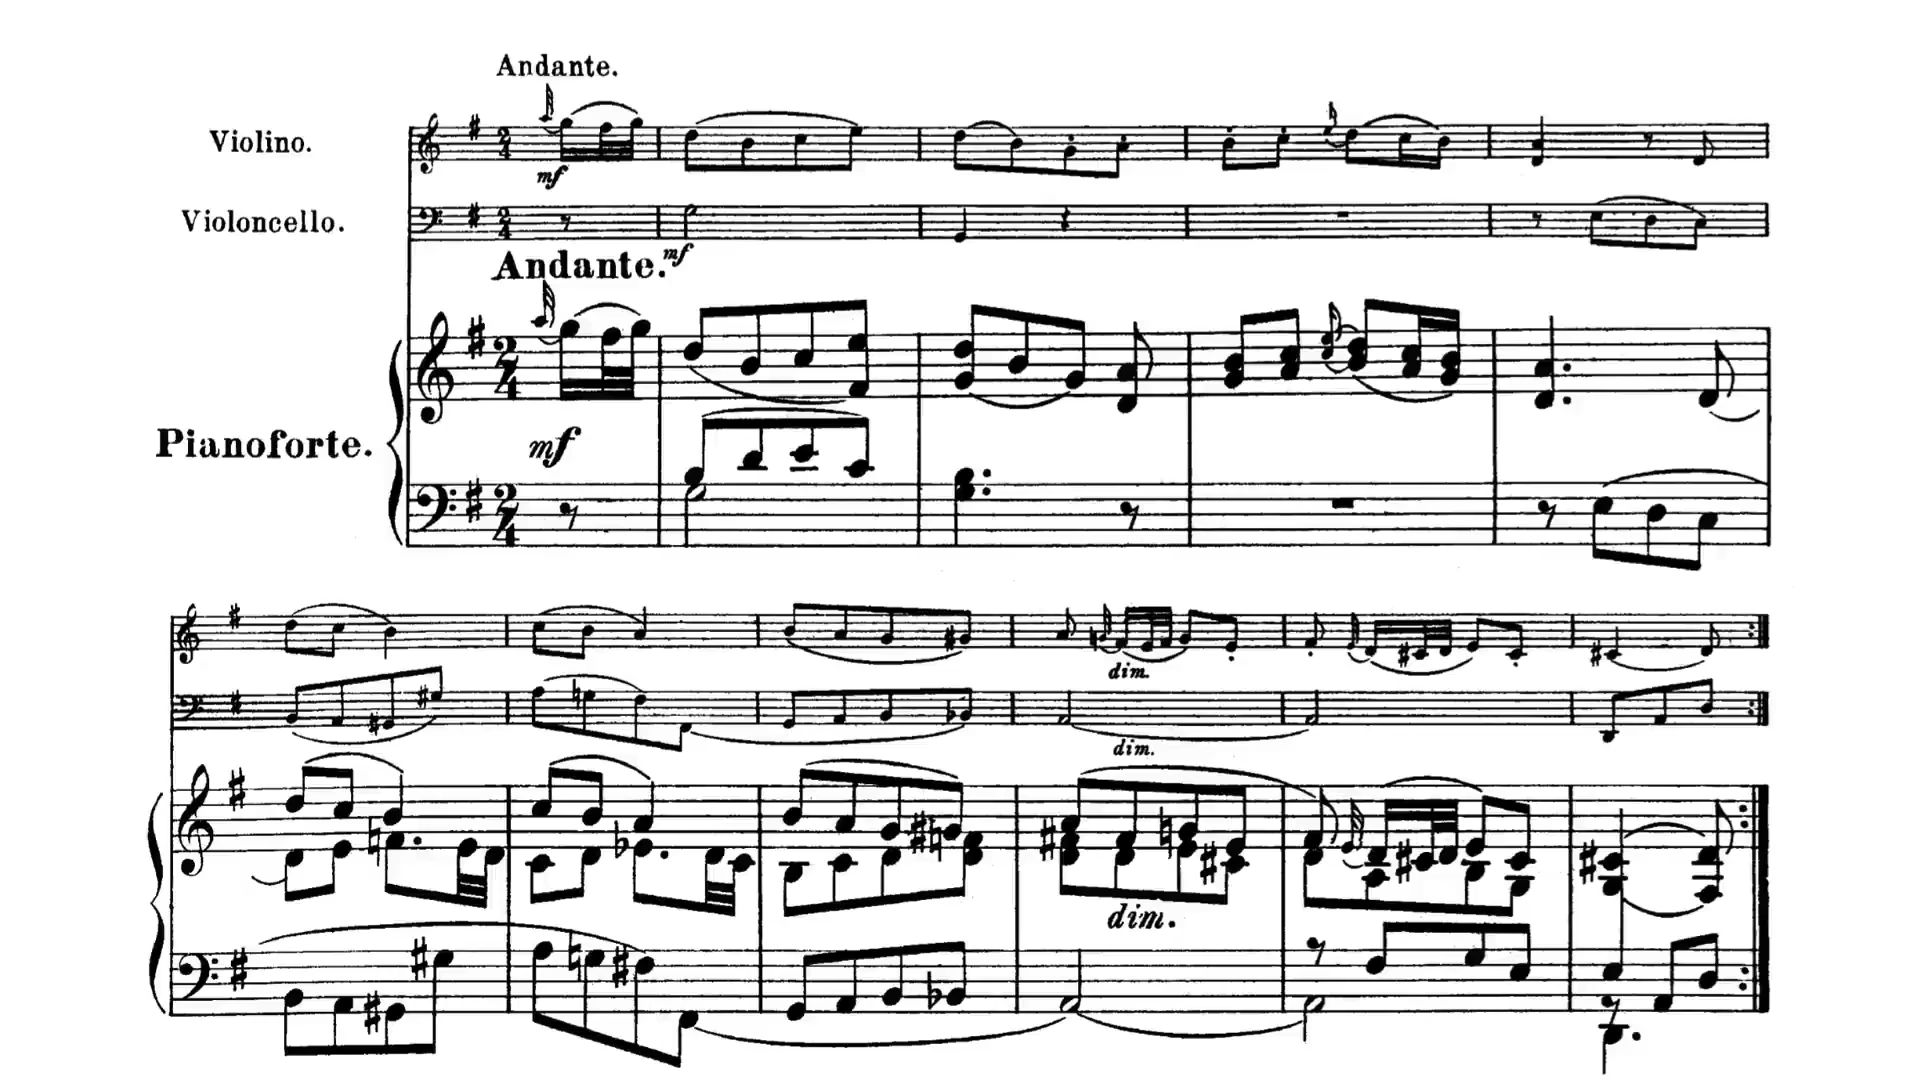 Andante.
Violino.
mf
Violoncello.
mf
Andante.
Pianoforte.
mf
dim.
dim.
dim.